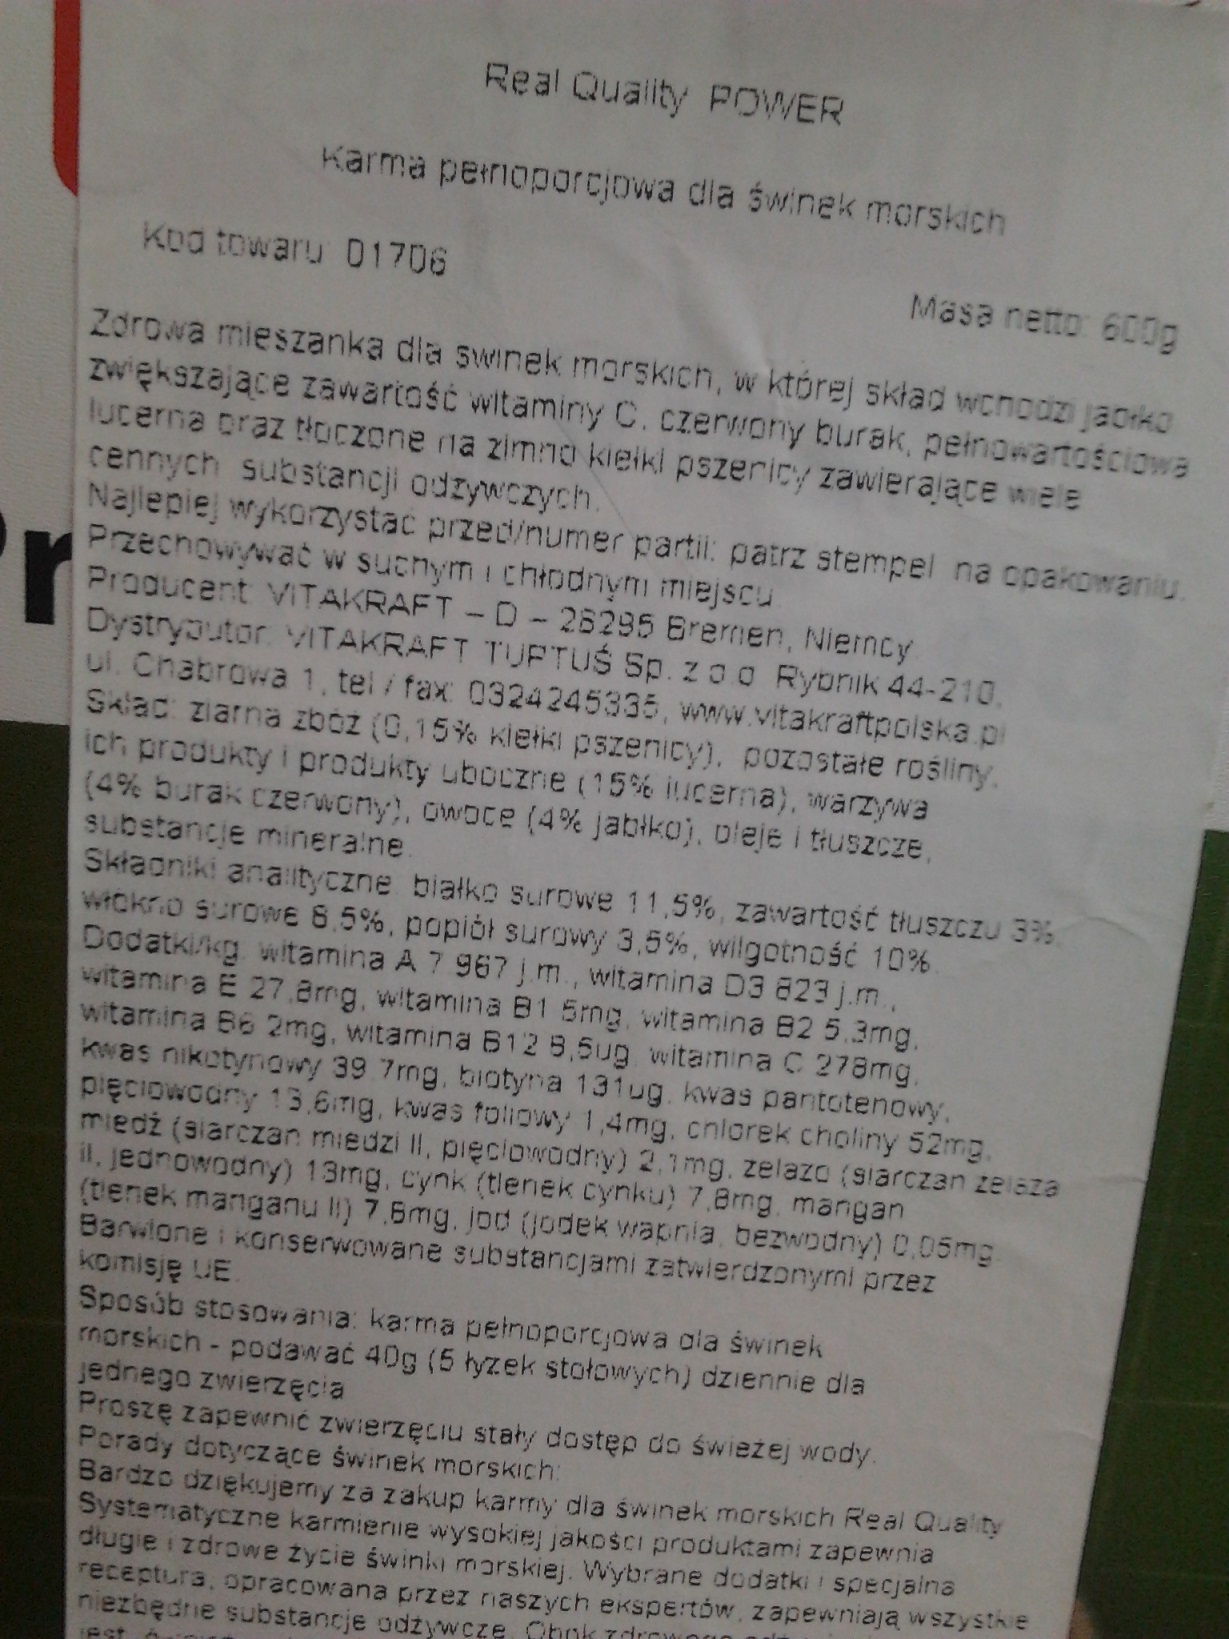 Real Quality POWER
Karma pełnoporcjowa dla świnek morskich
Kod towaru 01706
Masa netto: 600g
Zdrowa mieszanka dla swinek morskich, w której skład wchodzi jabłko
zwiększające zawartość witaminy C, czerwony burak, pełnowartościowa
lucerna oraz tłoczone na zimno kiełki pszenicy zawierające wiele
cennych substancji odżywczych.
Najlepiej wykorzystać przed/numer partii: patrz stempel na opakowaniu.
Przechowywać w suchym i chłodnym miejscu
Producent: VITAKRAFT – D – 28295 Bremen, Niemcy
Dystrybutor: VITAKRAFT TUPTUŚ Sp. z o.o Rybnik 44-210,
ul. Chabrowa 1, tel / fax: 0324245335, www.vitakraftpolska.pl
Skład: ziarna zbóż (0,15% kiełki pszenicy), pozostałe rośliny,
ich produkty i produkty uboczne (15% lucerna), warzywa
(4% burak czerwony), owoce (4% jabłko), oleje i tłuszcze,
substancje mineralne.
Składniki analityczne: białko surowe 11,5%, zawartość tłuszczu 3%,
włókno surowe 8,5%, popiół surowy 3,5%, wilgotność 10%.
Dodatki/kg: witamina A 7 967 j.m., witamina D3 823 j.m.,
witamina E 27,8mg, witamina B1 5mg, witamina B2 5,3mg,
witamina B6 2mg, witamina B12 8,5ug, witamina C 278mg,
kwas nikotynowy 39,7mg, biotyna 131ug, kwas pantotenowy,
pięciowodny 13,6mg, kwas foliowy 1,4mg, chlorek choliny 52mg,
miedź (siarczan miedzi II, pięciowodny) 2,1mg, żelazo (siarczan żelaza
II, jednowodny) 13mg, cynk (tlenek cynku) 7,8mg, mangan
(tlenek manganu II) 7,8mg, jod (jodek wapnia, bezwodny) 0,05mg.
Barwione i konserwowane substancjami zatwierdzonymi przez
komisję UE.
Sposób stosowania: karma pełnoporcjowa dla świnek
morskich - podawać 40g (5 łyżek stołowych) dziennie dla
jednego zwierzęcia
Proszę zapewnić zwierzęciu stały dostęp do świeżej wody.
Porady dotyczące świnek morskich:
Bardzo dziękujemy za zakup karmy dla świnek morskich Real Quality
Systematyczne karmienie wysokiej jakości produktami zapewnia
długie i zdrowe życie świnki morskiej. Wybrane dodatki i specjalna
receptura, opracowana przez naszych ekspertów, zapewniają wszystkie
niezbędne substancje odżywcze. Obok zdrowego
jest